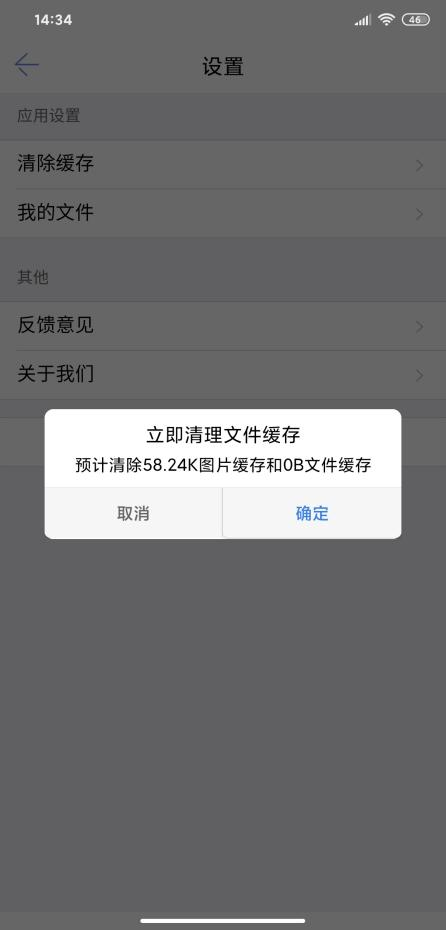 14:34
46
设置
应用设置
清除缓存
我的文件
其他
反馈意见
关于我们
立即清理文件缓存
预计清除58.24K图片缓存和0B文件缓存
取消
确定